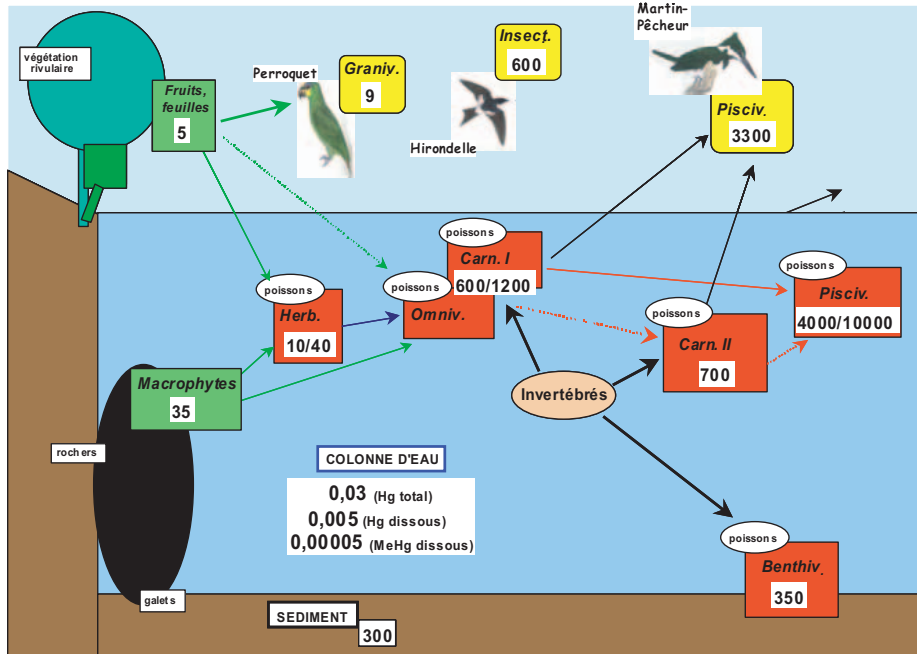 Martin-
Pêcheur
végétation
rivulaire
Insect.
600
Perroquet
Graniv.
9
Fruits,
feuilles
5
Pisciv.
3300
Hirondelle
poissons
Carn. I
600/1200
poissons
Omniv.
poissons
Herb.
10/40
poissons
Pisciv.
4000/10000
poissons
Carn. II
700
Macrophytes
35
Invertébrés
rochers
COLONNE D'EAU
0,03 (Hg total)
0,005 (Hg dissous)
0,00005 (MeHg dissous)
poissons
Benthiv.
350
galets
SEDIMENT
300